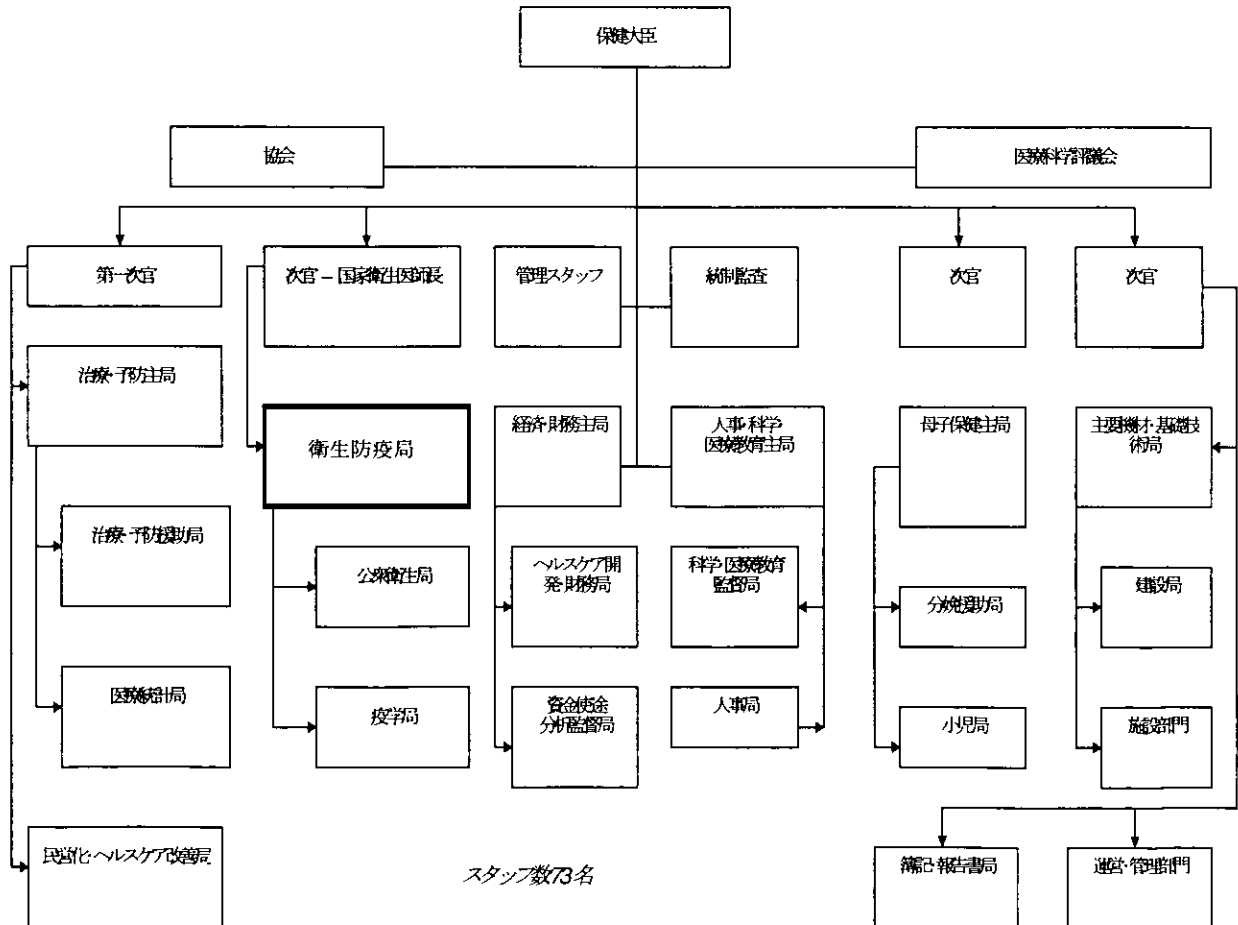 保健大臣
協会
医療科学評議会
第一次官
次官－国家衛生医師長
管理スタッフ
統制監査
次官
次官
治療・予防主局
衛生防疫局
経済・財務主局
人事・科学・
医療教育主局
母子保健主局
主要機材・基礎技
術局
治療・予防援助局
公衆衛生局
ヘルスケア開
発・財務局
科学・医療教育
監督局
分娩援助局
建設局
医療統計局
疫学局
資金使途
分析監督局
人事局
小児局
施設部門
民営化・ヘルスケア改善局
スタッフ数73名
簿記・報告書局
運営・管理部門